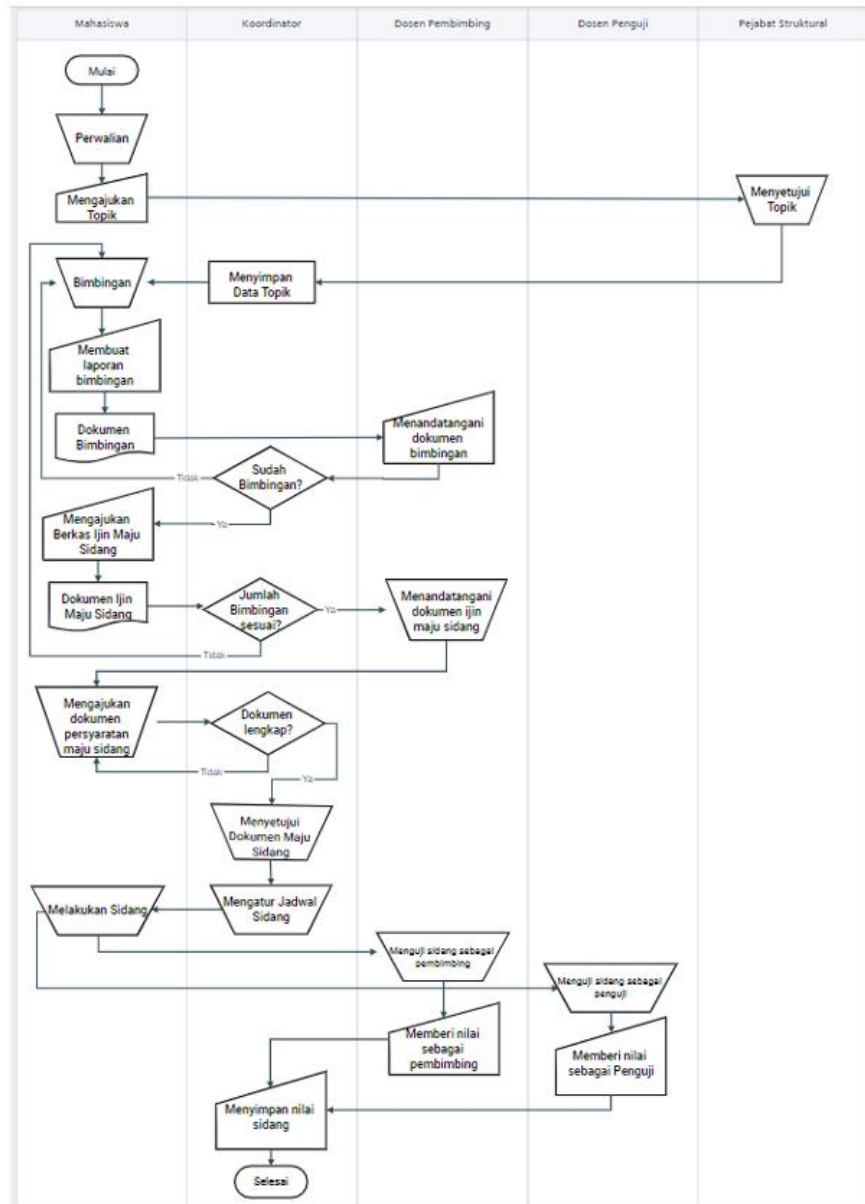 Mahasiswa
Koordinator
Dosen Pembimbing
Dosen Penguji
Pejabat Struktural
Mulai
Perwalian
Mengajukan
Topik
Menyetujui
Topik
Bimbingan
Menyimpan
Data Topik
Membuat
laporan
bimbingan
Dokumen
Bimbingan
Menandatangani
dokumen
bimbingan
Sudah
Bimbingan?
Tidak
Ya
Mengajukan
Berkas Ijin Maju
Sidang
Dokumen Ijin
Maju Sidang
Jumlah
Bimbingan
sesuai?
Ya
Tidak
Menandatangani
dokumen ijin
maju sidang
Mengajukan
dokumen
persyaratan
maju sidang
Dokumen
lengkap?
Tidak
Ya
Menyetujui
Dokumen Maju
Sidang
Melakukan Sidang
Mengatur Jadwal
Sidang
Menguji sidang sebagai
pembimbing
Menguji sidang sebagai
penguji
Memberi nilai
sebagai
pembimbing
Memberi nilai
sebagai Penguji
Menyimpan nilai
sidang
Selesai